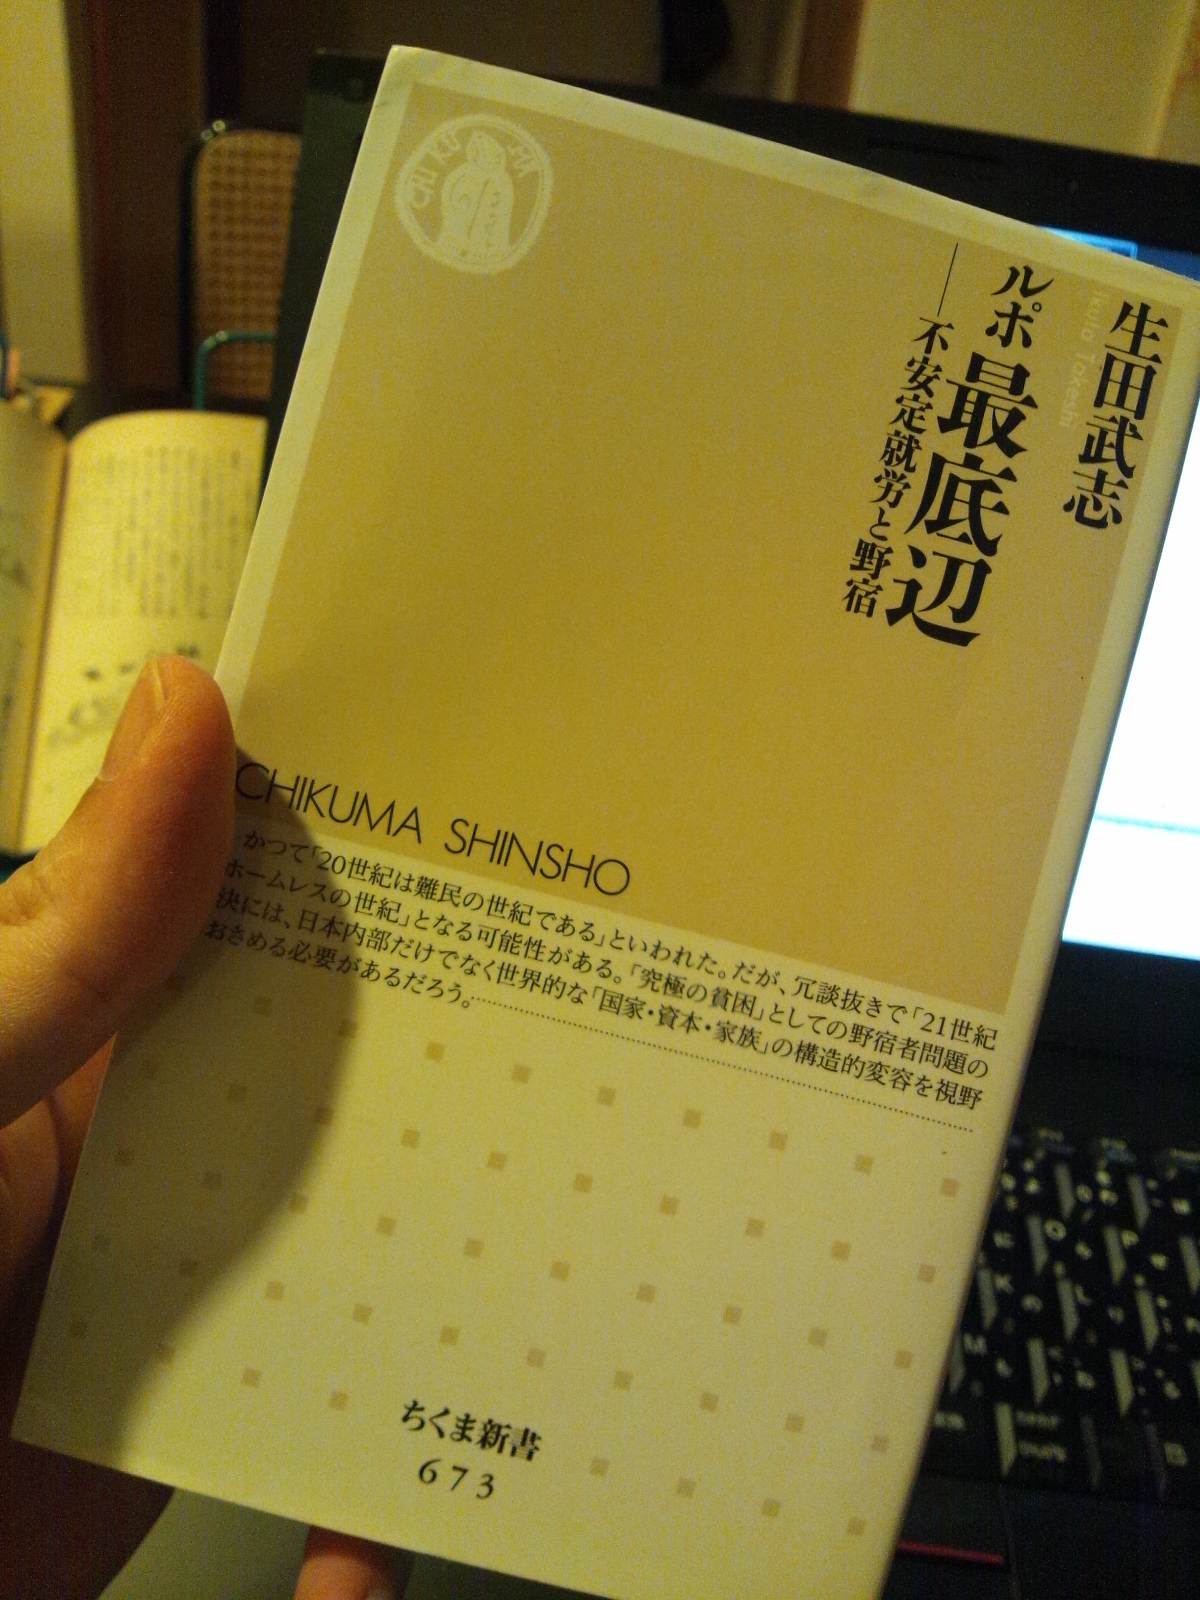 生田武志
Ikuta Takeshi
ルポ 最底辺
――不安定就労と野宿
CHIKUMA
CHIKUMA SHINSHO
かつて「20世紀は難民の世紀である」といわれた。だが、冗談抜きで「21世紀
ホームレスの世紀」となる可能性がある。「究極の貧困」としての野宿者問題の
決には、日本内部だけでなく世界的な「国家・資本・家族」の構造的変容を視野
おさめる必要があるだろう。
ちくま新書
673